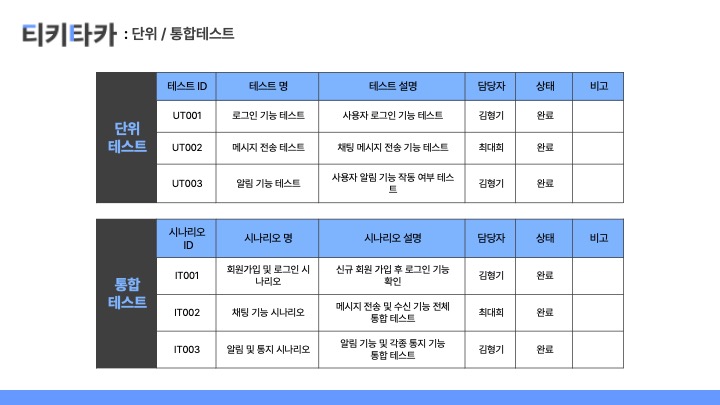 티키타카 : 단위 / 통합테스트
단위
테스트
테스트 ID 테스트 명 테스트 설명 담당자 상태 비고
UT001 로그인 기능 테스트 사용자 로그인 기능 테스트 김형기 완료
UT002 메시지 전송 테스트 채팅 메시지 전송 기능 테스트 최대희 완료
UT003 알림 기능 테스트 사용자 알림 기능 작동 여부 테스
트 김형기 완료
통합
테스트
시나리오
ID 시나리오 명 시나리오 설명 담당자 상태 비고
IT001 회원가입 및 로그인 시
나리오 신규 회원 가입 후 로그인 기능
확인 김형기 완료
IT002 채팅 기능 시나리오 메시지 전송 및 수신 기능 전체
통합 테스트 최대희 완료
IT003 알림 및 통지 시나리오 알림 기능 및 각종 통지 기능
통합 테스트 김형기 완료